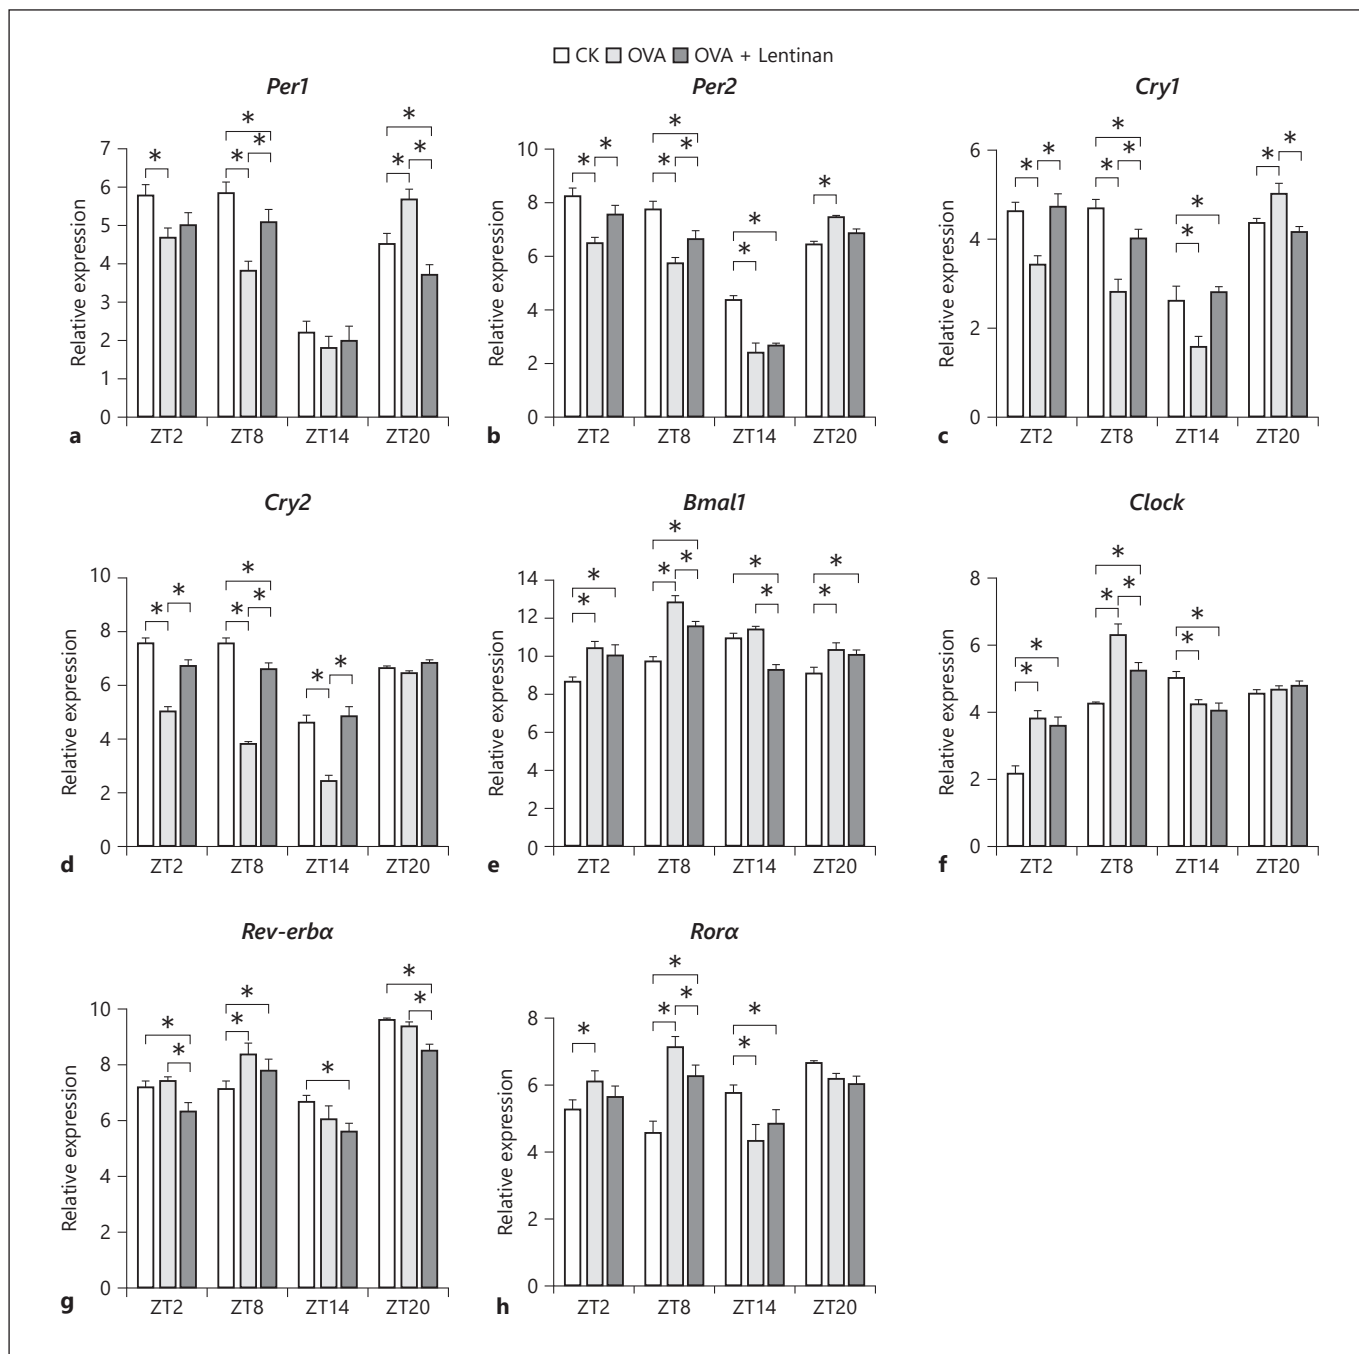 CK OVA OVA + Lentinan
Per1
Per2
Cry1
* * * * * * * *
* * * * * * *
* * * * * * * * * *
Relative expression
7
6
5
4
3
2
1
0
Relative expression
10
8
6
4
2
0
Relative expression
6
4
2
0
a ZT2 ZT8 ZT14 ZT20
b ZT2 ZT8 ZT14 ZT20
c ZT2 ZT8 ZT14 ZT20
Cry2
Bmal1
Clock
* * * * * * *
* * * * * * * * *
* * * * * * *
Relative expression
10
8
6
4
2
0
Relative expression
14
12
10
8
6
4
2
0
Relative expression
8
6
4
2
0
d ZT2 ZT8 ZT14 ZT20
e ZT2 ZT8 ZT14 ZT20
f ZT2 ZT8 ZT14 ZT20
Rev-erbα
Rorα
* * * * * * *
* * * * * *
Relative expression
10
8
6
4
2
0
Relative expression
8
6
4
2
0
g ZT2 ZT8 ZT14 ZT20
h ZT2 ZT8 ZT14 ZT20